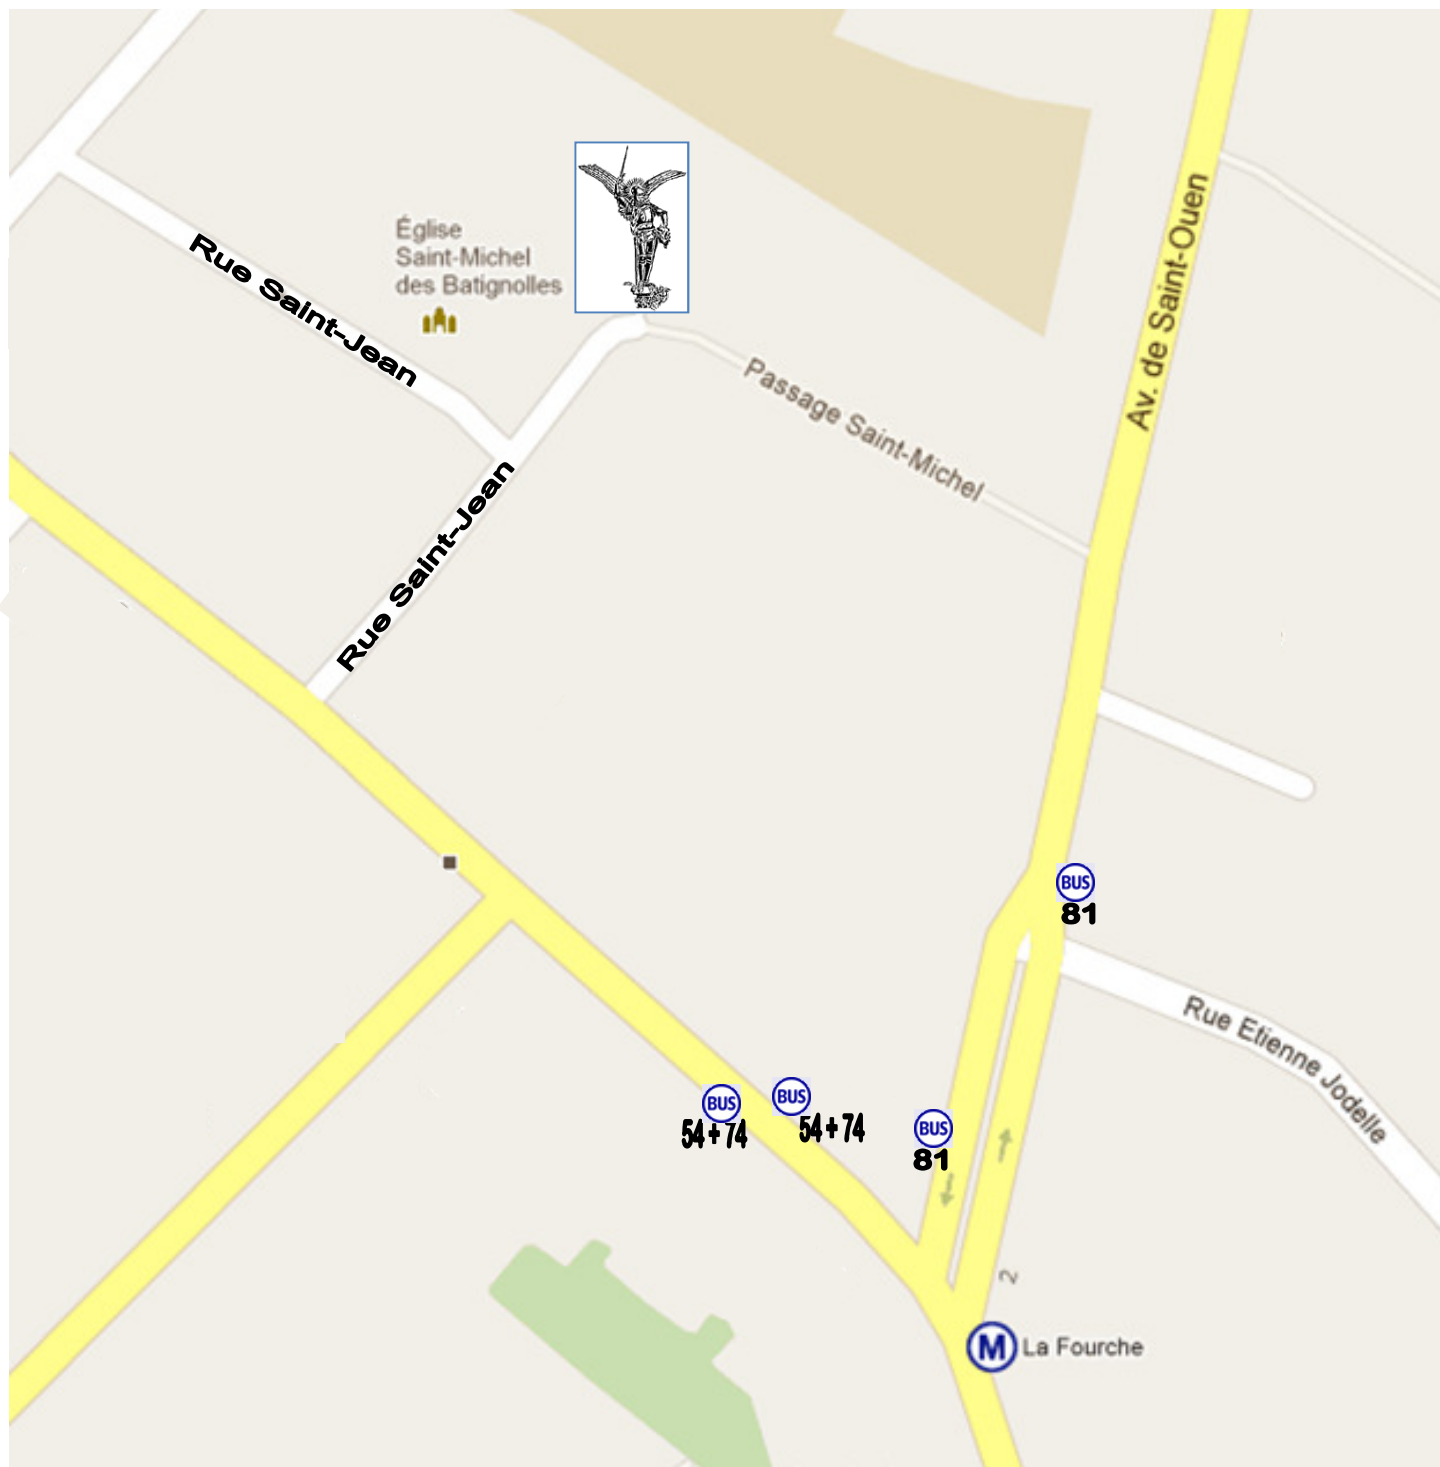 Église
Saint-Michel
des Batignolles
Rue Saint-Jean
Av. de Saint-Ouen
Passage Saint-Michel
Rue Saint-Jean
BUS
81
Rue Etienne Jodelle
BUS
54+74
BUS
54+74
BUS
81
2
M La Fourche